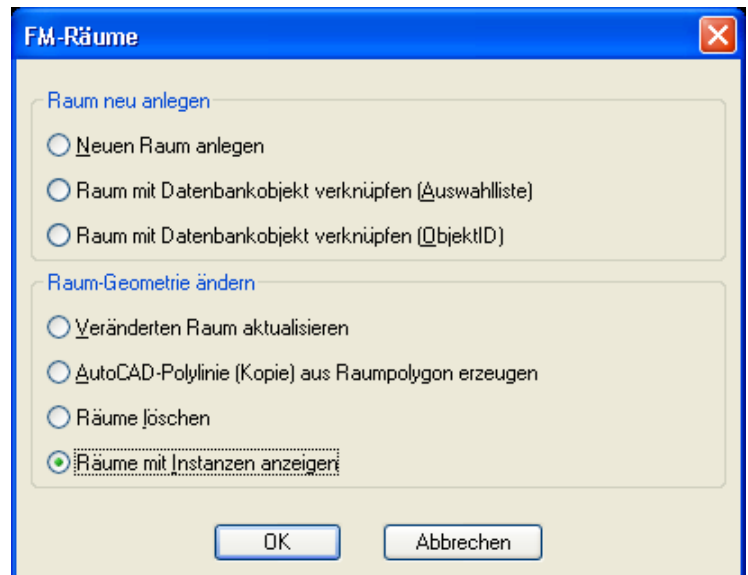 FM-Räume
Raum neu anlegen
Neuen Raum anlegen
Raum mit Datenbankobjekt verknüpfen (Auswahlliste)
Raum mit Datenbankobjekt verknüpfen (ObjektID)
Raum-Geometrie ändern
Veränderten Raum aktualisieren
AutoCAD-Polylinie (Kopie) aus Raumpolygon erzeugen
Räume löschen
Räume mit Instanzen anzeigen
OK Abbrechen